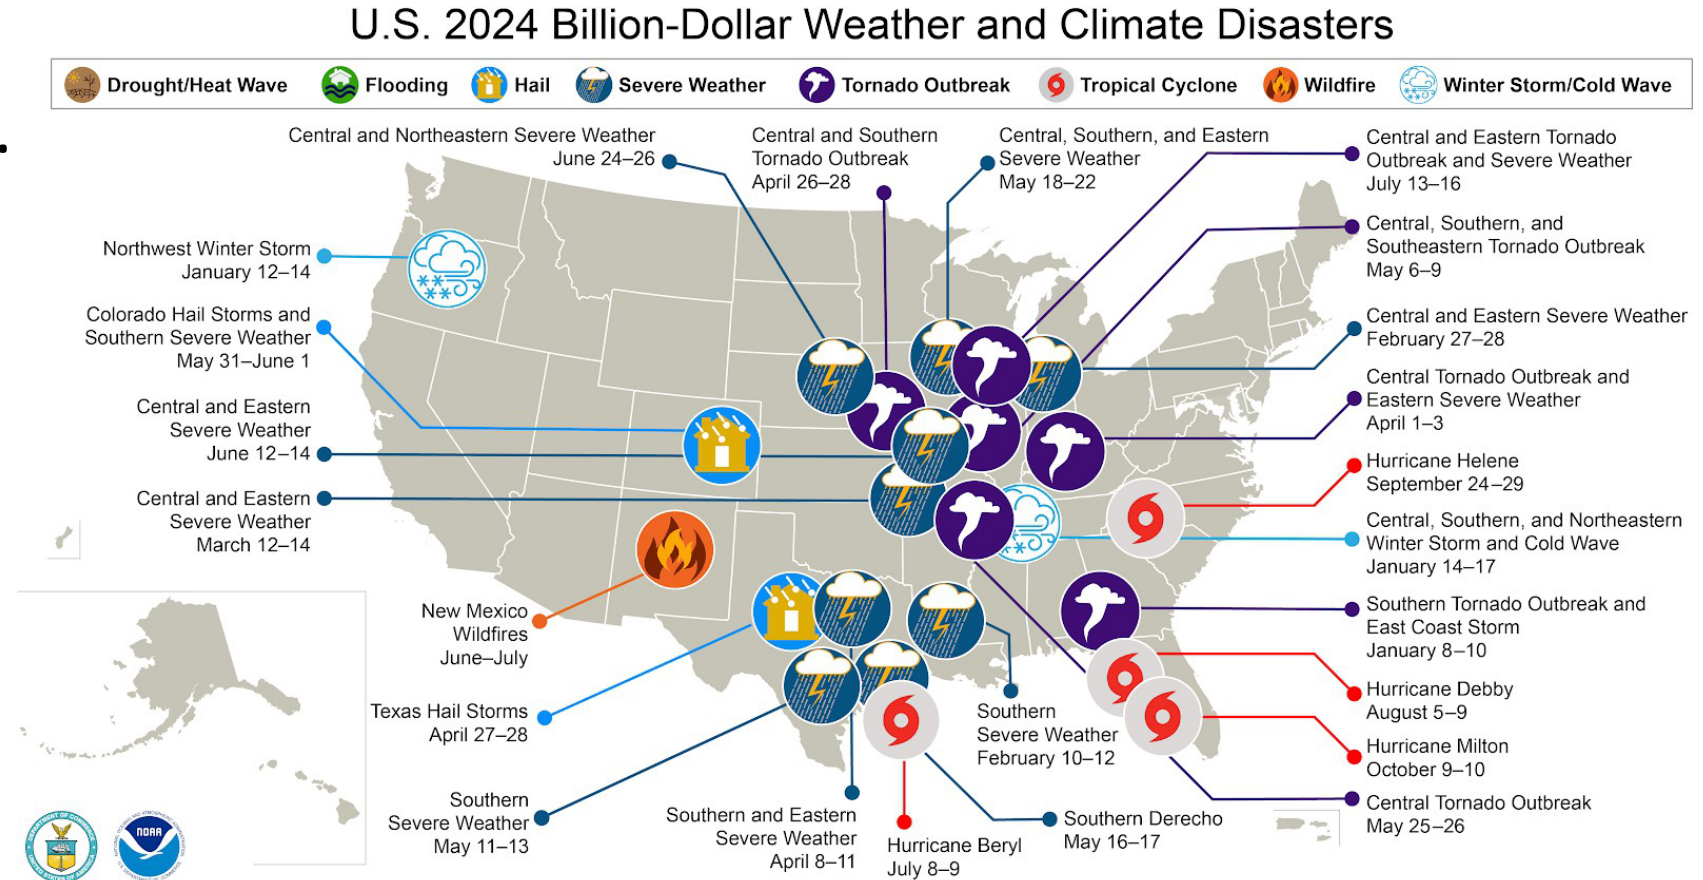 U.S. 2024 Billion-Dollar Weather and Climate Disasters
Drought/Heat Wave
Flooding
Hail
Severe Weather
Tornado Outbreak
Tropical Cyclone
Wildfire
Winter Storm/Cold Wave
Central and Northeastern Severe Weather
June 24–26
Central and Southern
Tornado Outbreak
April 26–28
Central, Southern, and Eastern
Severe Weather
May 18–22
Central and Eastern Tornado
Outbreak and Severe Weather
July 13–16
Northwest Winter Storm
January 12–14
Central, Southern, and
Southeastern Tornado Outbreak
May 6–9
Colorado Hail Storms and
Southern Severe Weather
May 31–June 1
Central and Eastern Severe Weather
February 27–28
Central and Eastern
Severe Weather
June 12–14
Central Tornado Outbreak and
Eastern Severe Weather
April 1–3
Central and Eastern
Severe Weather
March 12–14
Hurricane Helene
September 24–29
Central, Southern, and Northeastern
Winter Storm and Cold Wave
January 14–17
New Mexico
Wildfires
June–July
Southern Tornado Outbreak and
East Coast Storm
January 8–10
Texas Hail Storms
April 27–28
Hurricane Debby
August 5–9
Southern
Severe Weather
February 10–12
Hurricane Milton
October 9–10
Southern
Severe Weather
May 11–13
Southern and Eastern
Severe Weather
April 8–11
Hurricane Beryl
July 8–9
Southern Derecho
May 16–17
Central Tornado Outbreak
May 25–26
DEPARTMENT OF COMMERCE
UNITED STATES OF AMERICA
NOAA